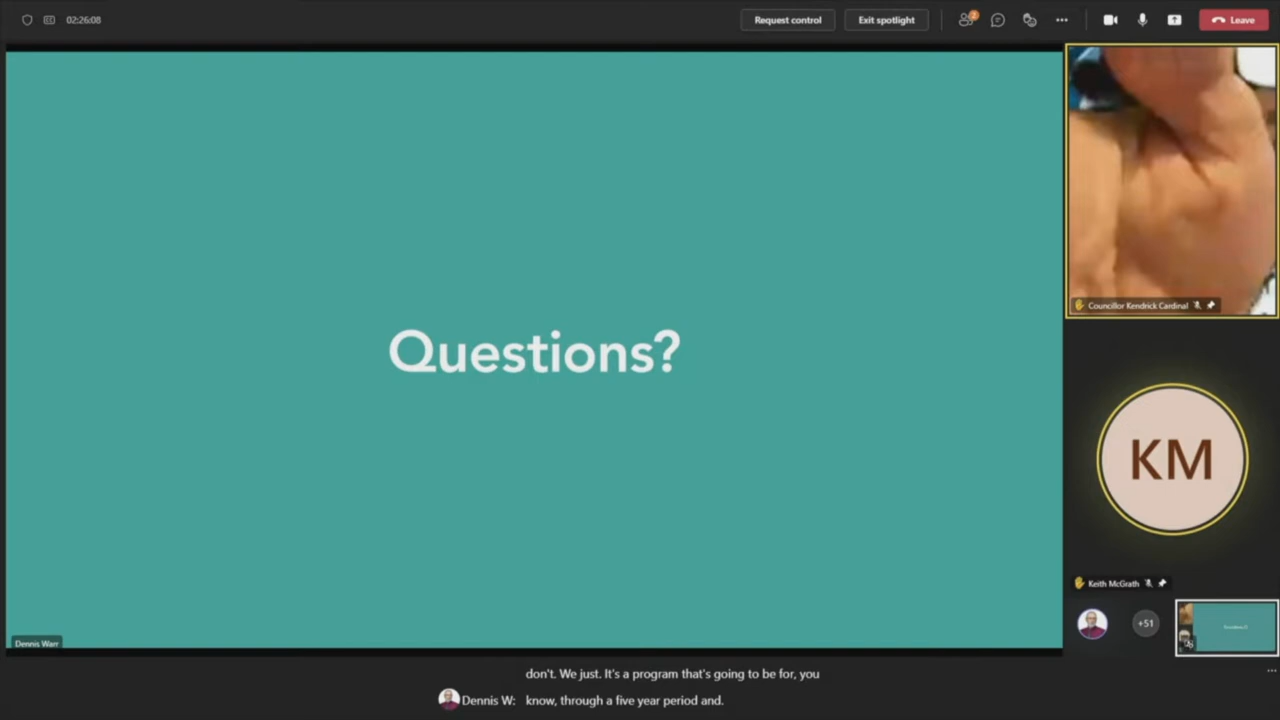 02:26:08
Request control
Exit spotlight
2
Leave
Questions?
Councillor Kendrick Cardinal
KM
Keith McGrath
+51
Dennis Warr
don't. We just. It's a program that's going to be for, you
Dennis W: know, through a five year period and.